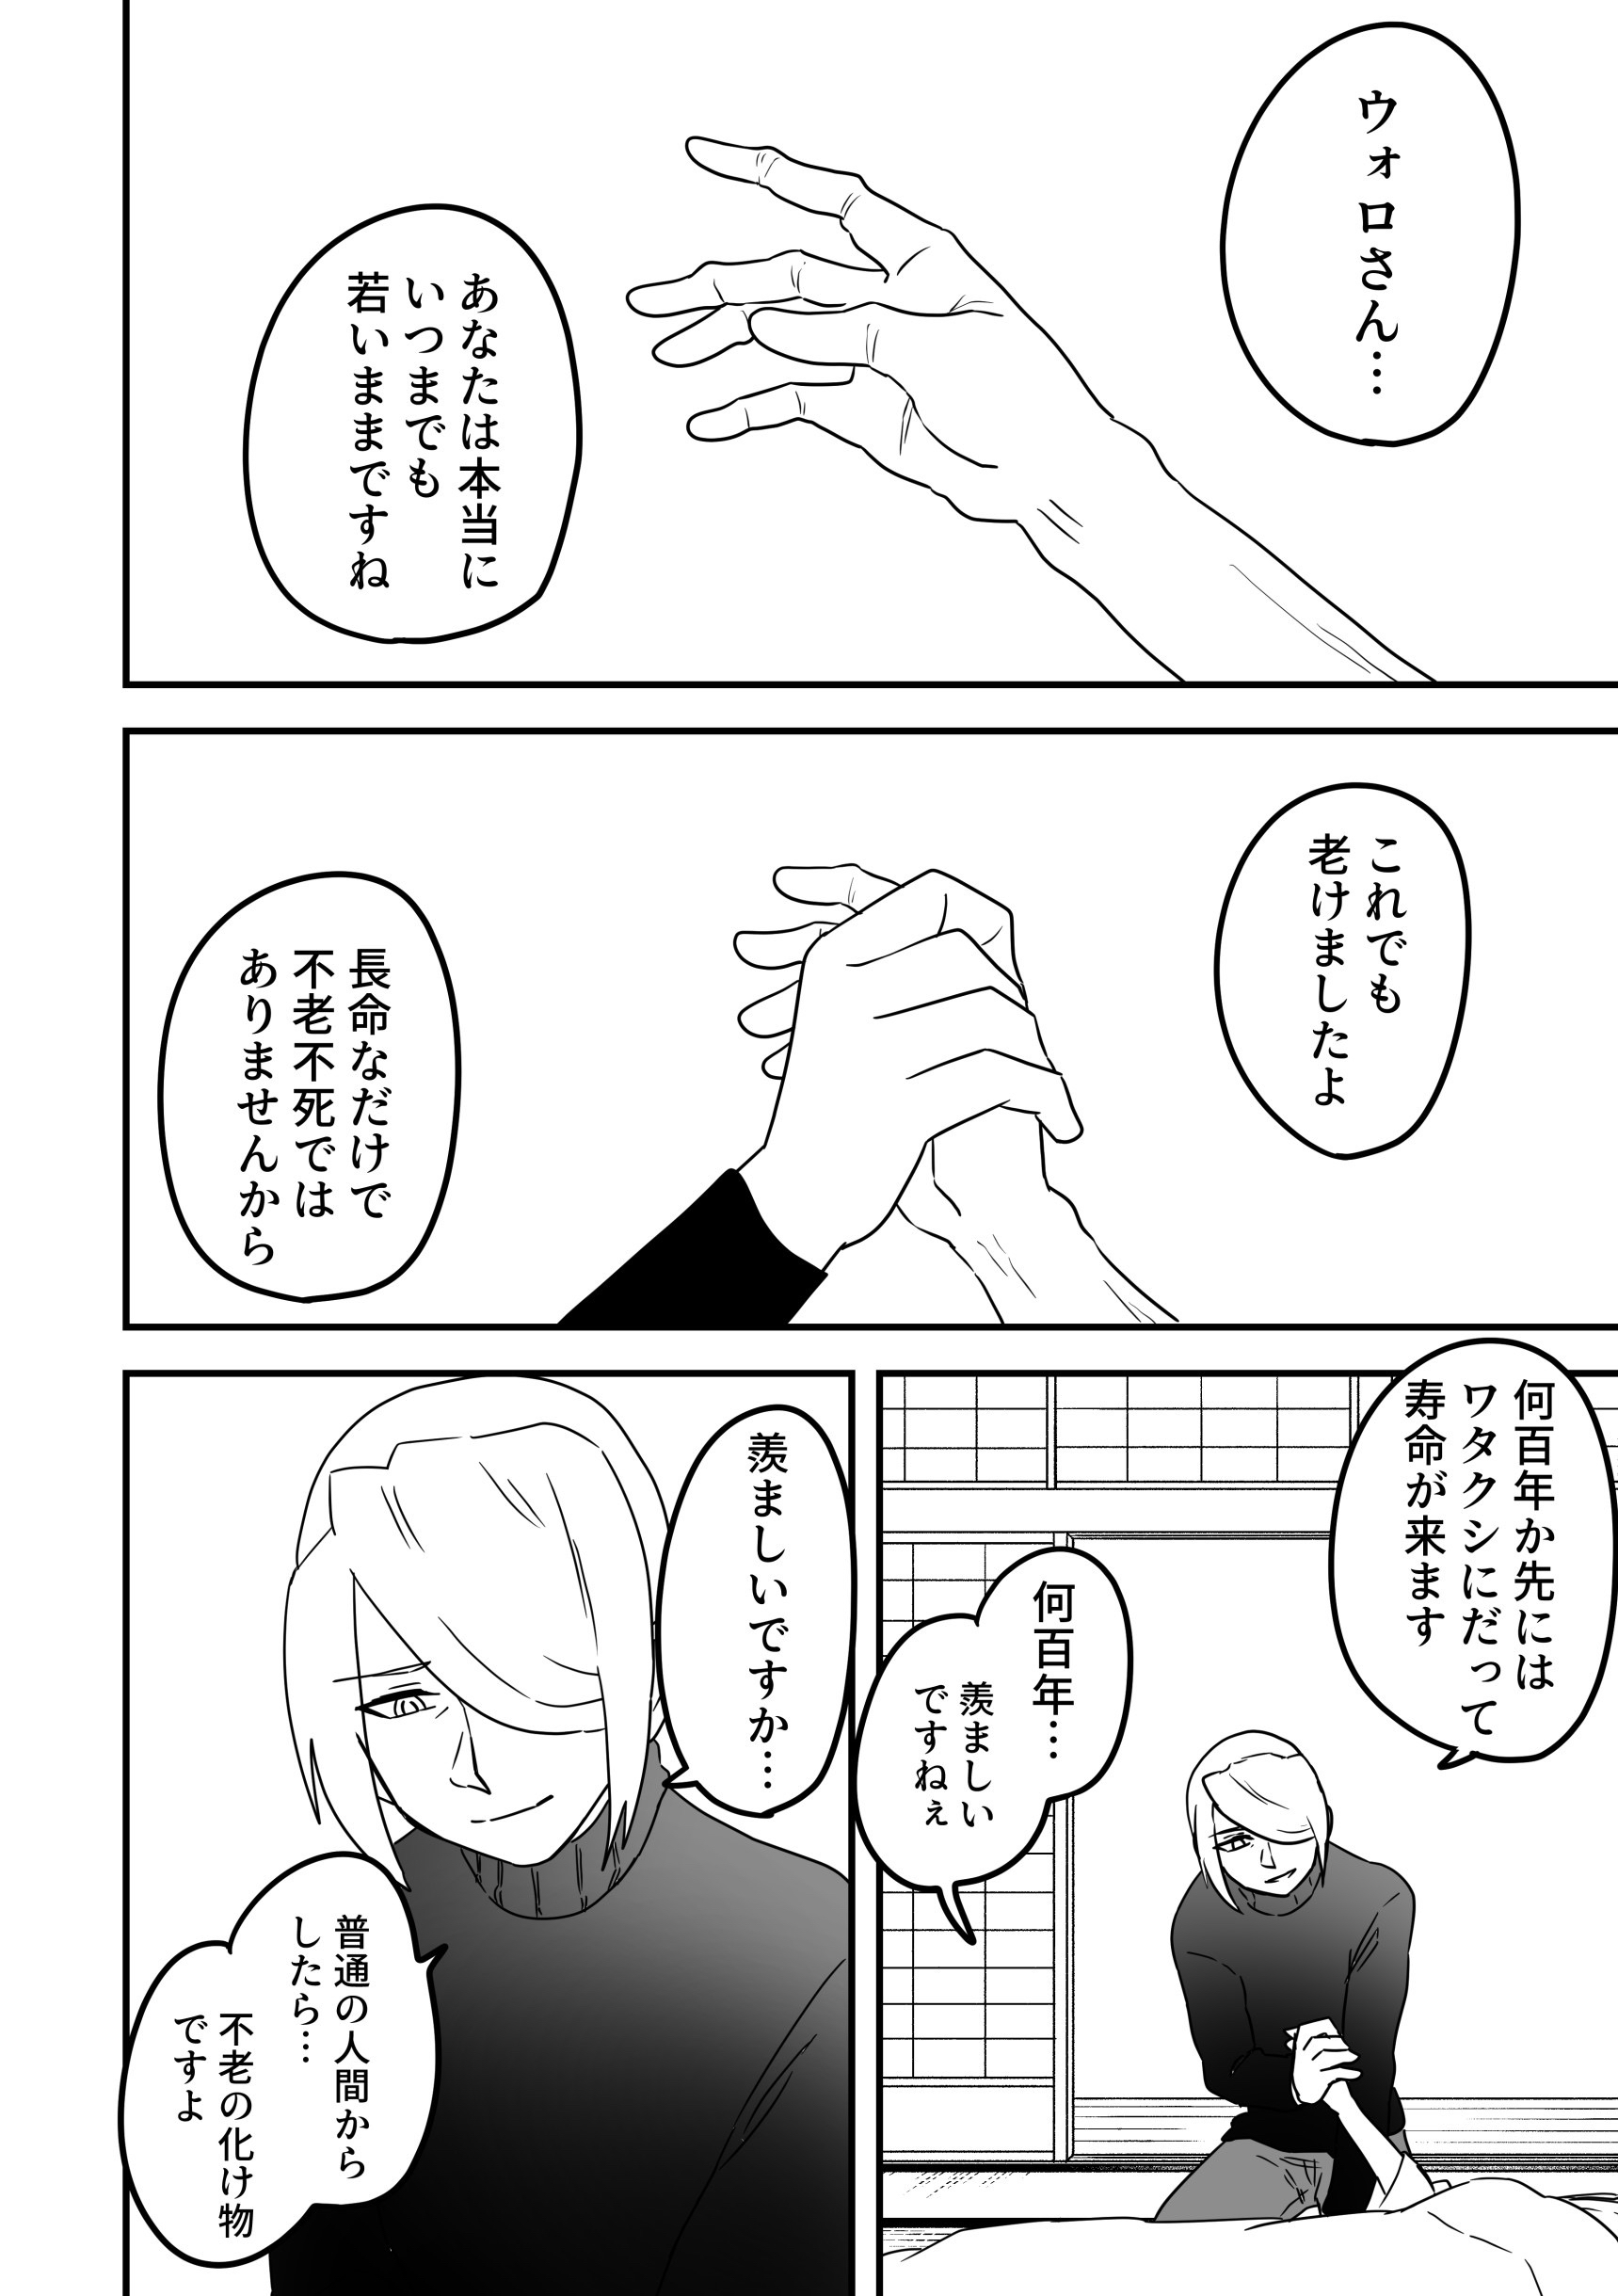 ウォロさん…
あなたは本当に
いつまでも
若いままですね
これでも
老けましたよ
長命なだけで
不老不死では
ありませんから
何百年か先には
ワタクシにだって
寿命が来ます
何百年…
羨ましい
ですねぇ
羨ましいですか…
普通の人間から
したら…
不老の化け物
ですよ